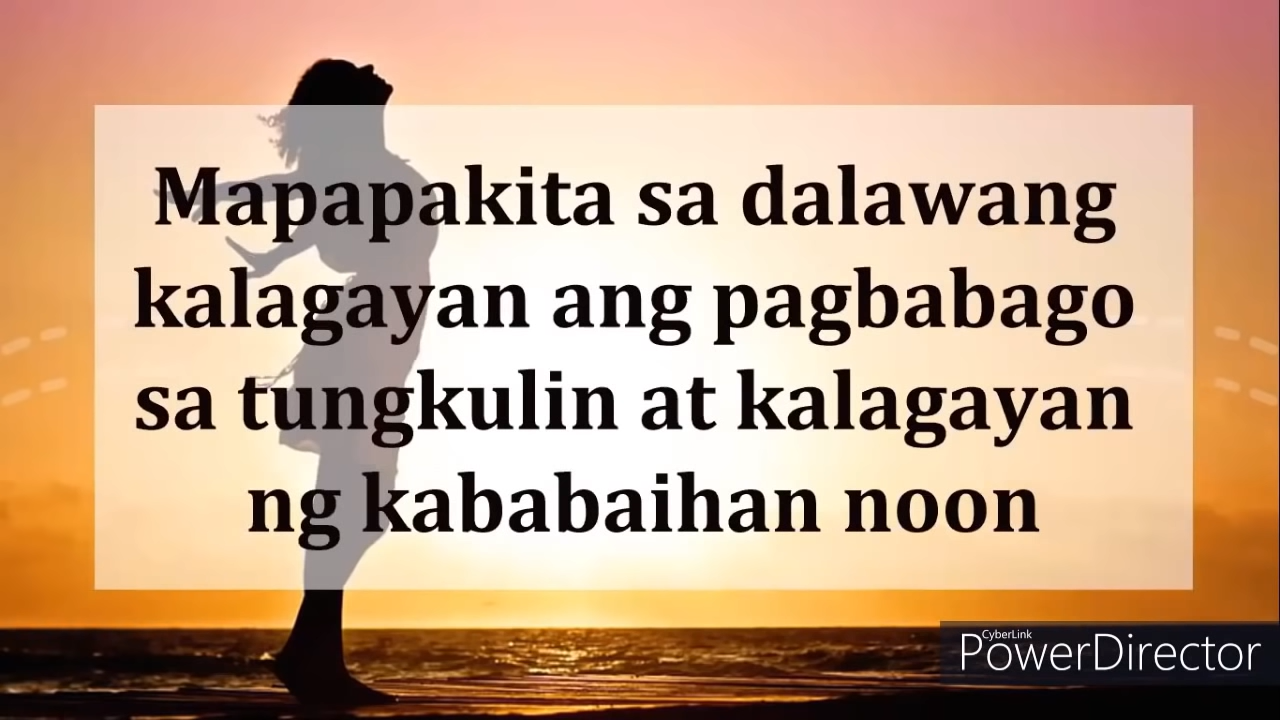 Mapapakita sa dalawang
kalagayan ang pagbabago
sa tungkulin at kalagayan
ng kababaihan noon
CyberLink
PowerDirector